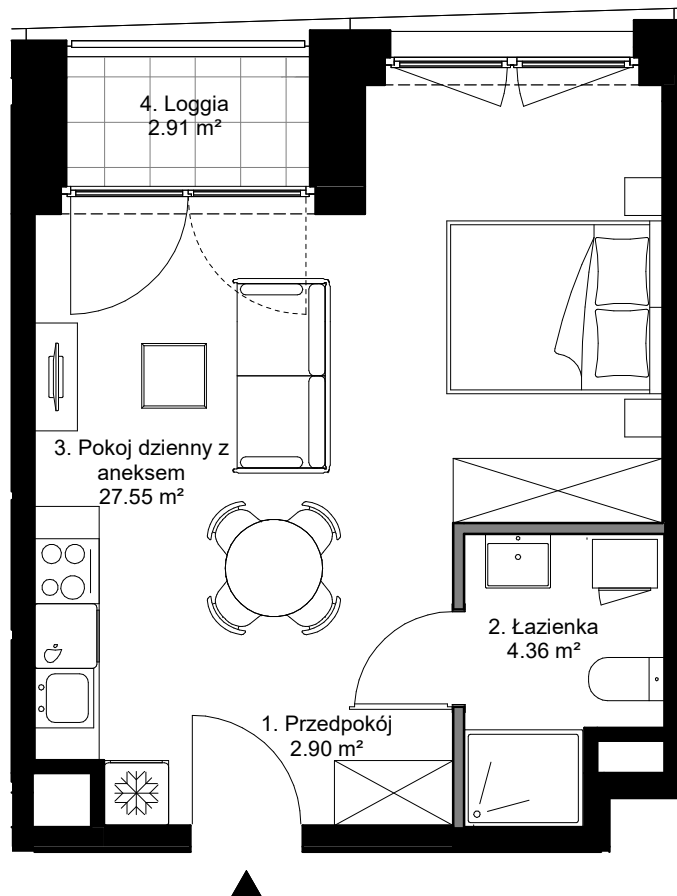 4. Loggia
2.91 m²
3. Pokoj dzienny z
aneksem
27.55 m²
2. Łazienka
4.36 m²
1. Przedpokój
2.90 m²